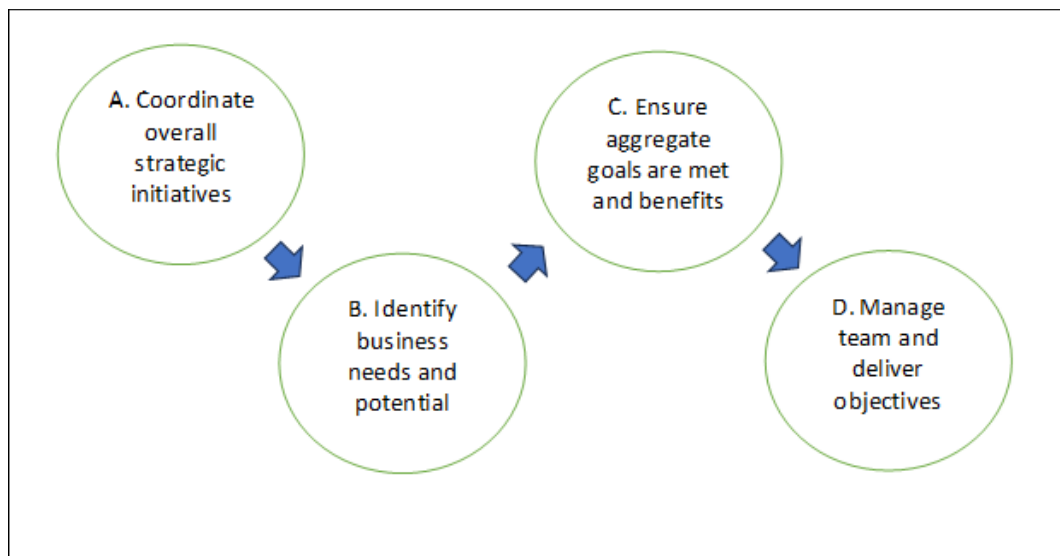 A. Coordinate
overall
strategic
initiatives
B. Identify
business
needs and
potential
C. Ensure
aggregate
goals are met
and benefits
D. Manage
team and
deliver
objectives